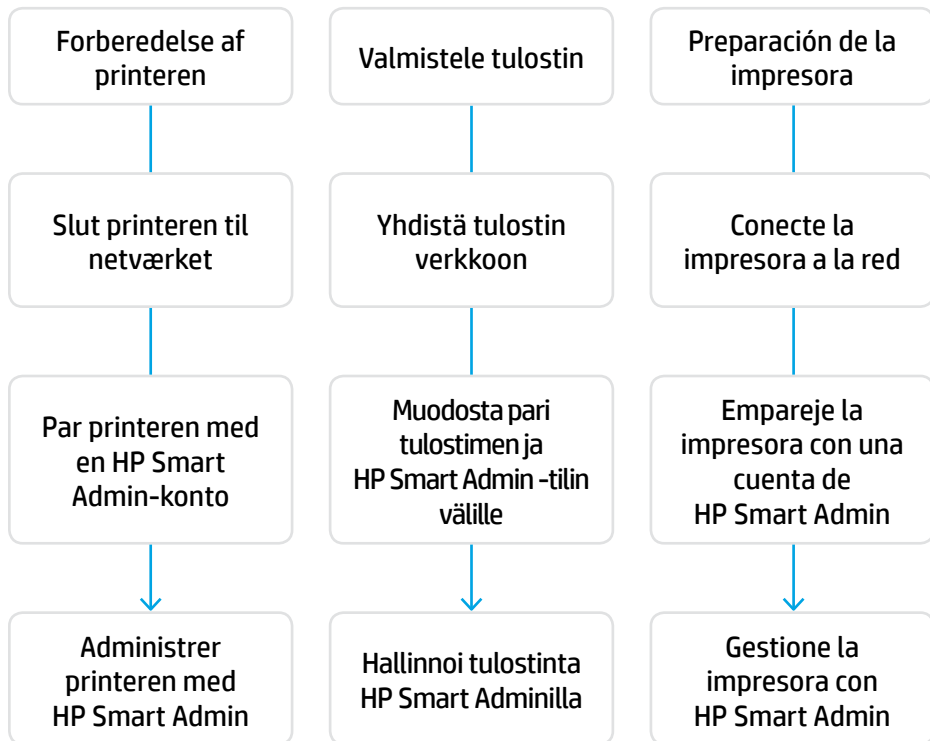 Forberedelse af
printeren
Slut printeren til
netværket
Par printeren med
en HP Smart
Admin-konto
Administrer
printeren med
HP Smart Admin
Valmistele tulostin
Yhdistä tulostin
verkkoon
Muodosta pari
tulostimen ja
HP Smart Admin -tilin
välille
Hallinnoi tulostinta
HP Smart Adminilla
Preparación de la
impresora
Conecte la
impresora a la red
Empareje la
impresora con una
cuenta de
HP Smart Admin
Gestione la
impresora con
HP Smart Admin